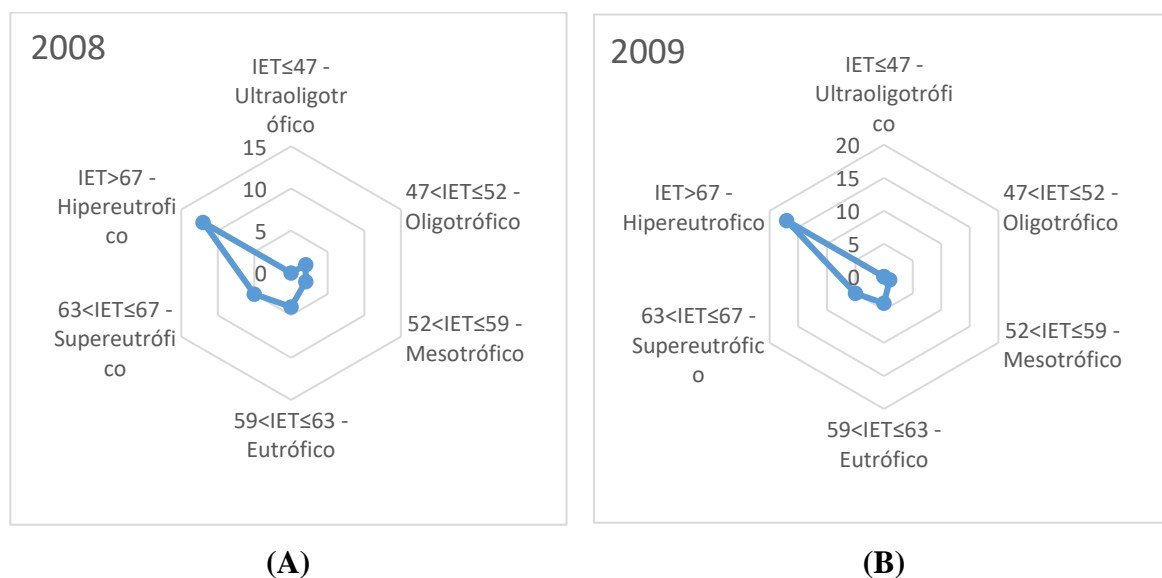 2008
IET≤47 -
Ultraoligotr
ófico
15
10
5
0
47<IET≤52 -
Oligotrófico
52<IET≤59 -
Mesotrófico
59<IET≤63 -
Eutrófico
63<IET≤67 -
Supereutrófi
co
IET>67 -
Hipereutrofi
co
(A)
2009
IET≤47 -
Ultraoligotrófi
co
20
15
10
5
0
47<IET≤52 -
Oligotrófico
52<IET≤59 -
Mesotrófico
59<IET≤63 -
Eutrófico
63<IET≤67 -
Supereutrófic
o
IET>67 -
Hipereutrofico
(B)